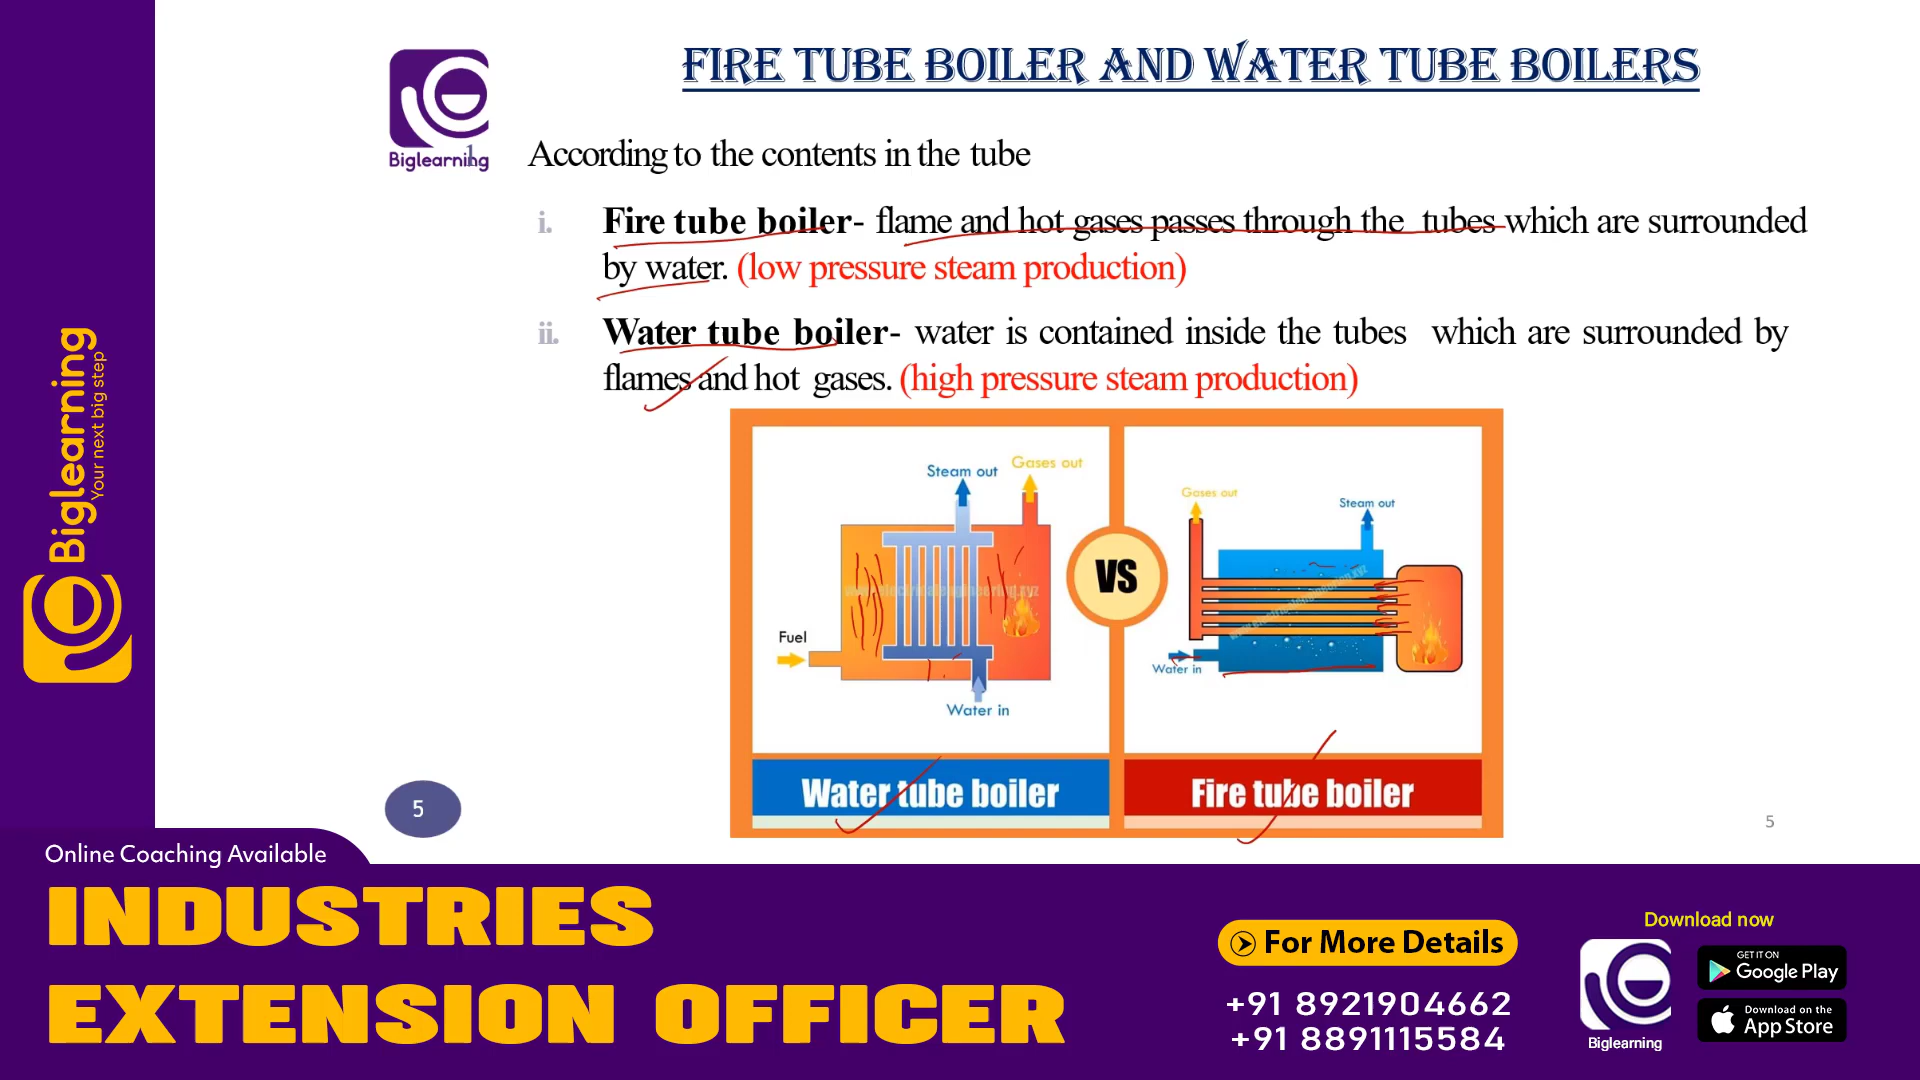 FIRE TUBE BOILER AND WATER TUBE BOILERS
Biglearning
1
According to the contents in the tube
i. Fire tube boiler- flame and hot gases passes through the tubes which are surrounded
by water. (low pressure steam production)
ii. Water tube boiler- water is contained inside the tubes which are surrounded by
flames and hot gases. (high pressure steam production)
Biglearning
Your next big step
Steam out
Gases out
Fuel
Water in
VS
Gases out
Steam out
Water in
Water tube boiler
Fire tube boiler
5
5
Online Coaching Available
INDUSTRIES
EXTENSION OFFICER
For More Details
+91 8921904662
+91 8891115584
Download now
Biglearning
GET IT ON
Google Play
Download on the
App Store